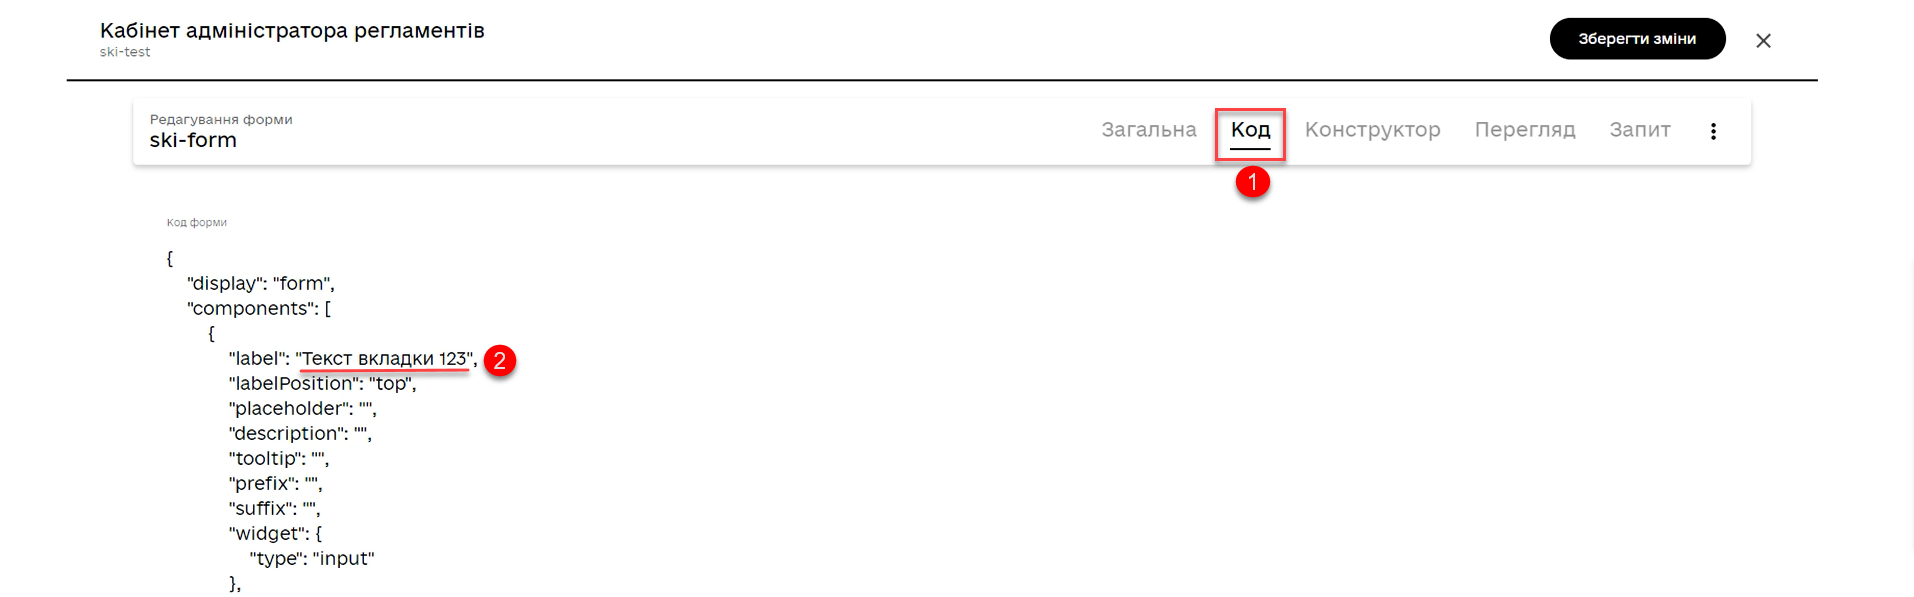 Кабінет адміністратора регламентів
ski-test
Зберегти зміни
Редагування форми
ski-form
Загальна Код Конструктор Перегляд Запит
1
Код форми
{
"display": "form",
"components": [
{
"label": "Текст вкладки 123", 2
"labelPosition": "top",
"placeholder": "",
"description": "",
"tooltip": "",
"prefix": "",
"suffix": "",
"widget": {
"type": "input"
},